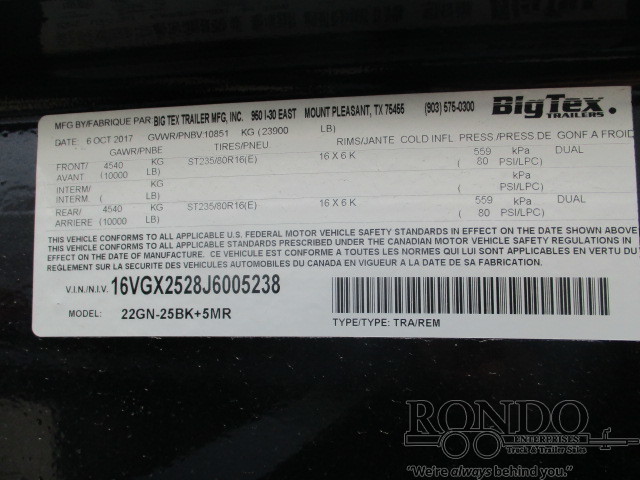 MFG BY/FABRIQUE PAR: BIG TEX TRAILER MFG, INC. 950 I-30 EAST MOUNT PLEASANT, TX 75455 (903) 575-0300 BigTex TRAILERS
DATE: 6 OCT 2017 GVWR/PNBV:10851 KG (23900 LB)
GAWR/PNBE TIRES/PNEU RIMS/JANTE COLD INFL PRESS/PRES DE GONF A FROID
FRONT/ 4540 KG ST235/80R16(E) 16 X 6 K 559 kPa DUAL
AVANT (10000 LB) ( 80 PSI/LPC)
INTERM/ KG kPa
INTERM. ( LB) ( PSI/LPC)
REAR/ 4540 KG ST235/80R16(E) 16 X 6 K 559 kPa DUAL
ARRIERE (10000 LB) ( 80 PSI/LPC)
THIS VEHICLE CONFORMS TO ALL APPLICABLE U.S. FEDERAL MOTOR VEHICLE SAFETY STANDARDS IN EFFECT ON THE DATE SHOWN ABOVE
THIS VEHICLE CONFORMS TO ALL APPLICABLE STANDARDS PRESCRIBED UNDER THE CANADIAN MOTOR VEHICLE SAFETY REGULATIONS IN EFFECT ON THE
DATE OF MANUFACTURE. CE VEHICULE EST CONFORME A TOUTES LES NORMES QUI LUI SONT APPLICABLES EN VERTU DU
REGLEMENT SUR LA SECURITE DES VEHICULES AUTOMOBILES DU CANADA EN VIGUEUR A LA DATE DE SA FABRICATION.
V.I.N./N.I.V. 16VGX2528J6005238
MODEL: 22GN-25BK+5MR TYPE/TYPE: TRA/REM
RONDO
ENTERPRISES
Truck & Trailer Sales
"We're always behind you."